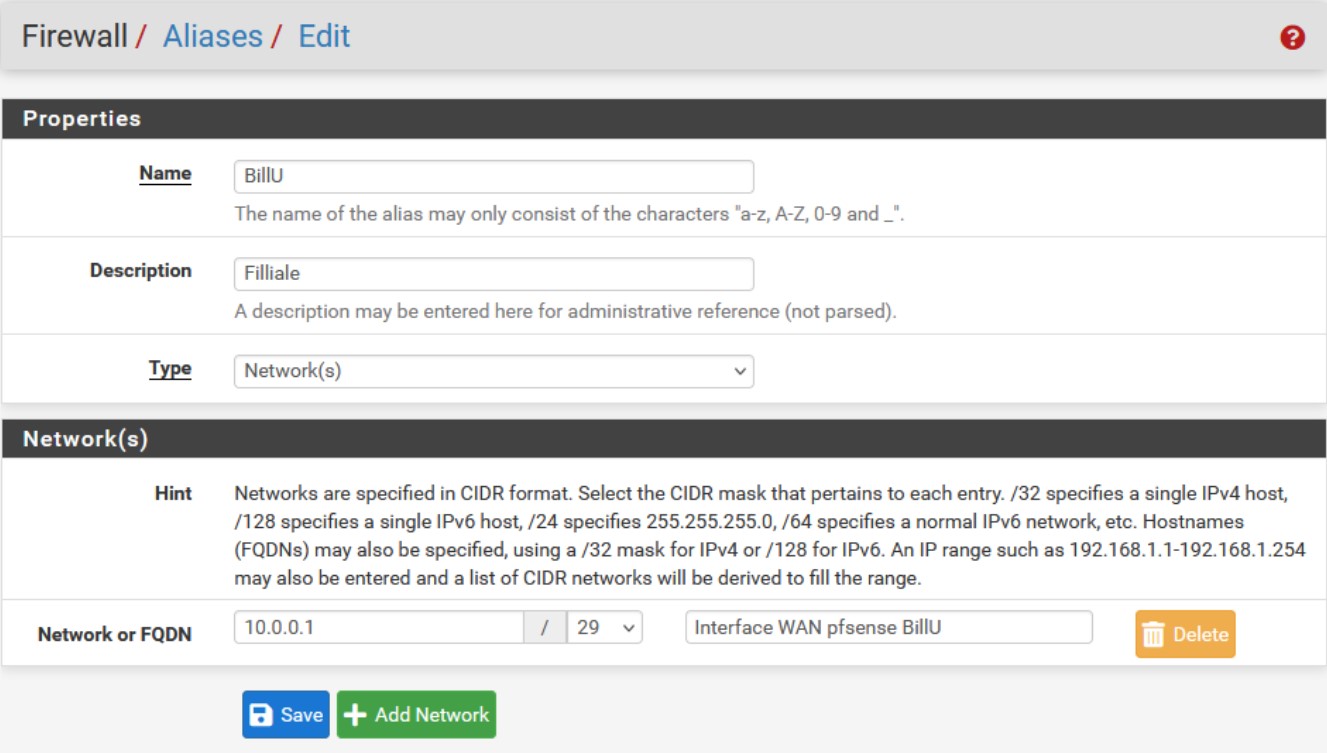 Firewall / Aliases / Edit
Properties
Name
BillU
The name of the alias may only consist of the characters "a-z, A-Z, 0-9 and _".
Description
Filliale
A description may be entered here for administrative reference (not parsed).
Type
Network(s)
Network(s)
Hint
Networks are specified in CIDR format. Select the CIDR mask that pertains to each entry. /32 specifies a single IPv4 host,
/128 specifies a single IPv6 host, /24 specifies 255.255.255.0, /64 specifies a normal IPv6 network, etc. Hostnames
(FQDNs) may also be specified, using a /32 mask for IPv4 or /128 for IPv6. An IP range such as 192.168.1.1-192.168.1.254
may also be entered and a list of CIDR networks will be derived to fill the range.
Network or FQDN
10.0.0.1 / 29 Interface WAN pfsense BillU Delete
Save Add Network